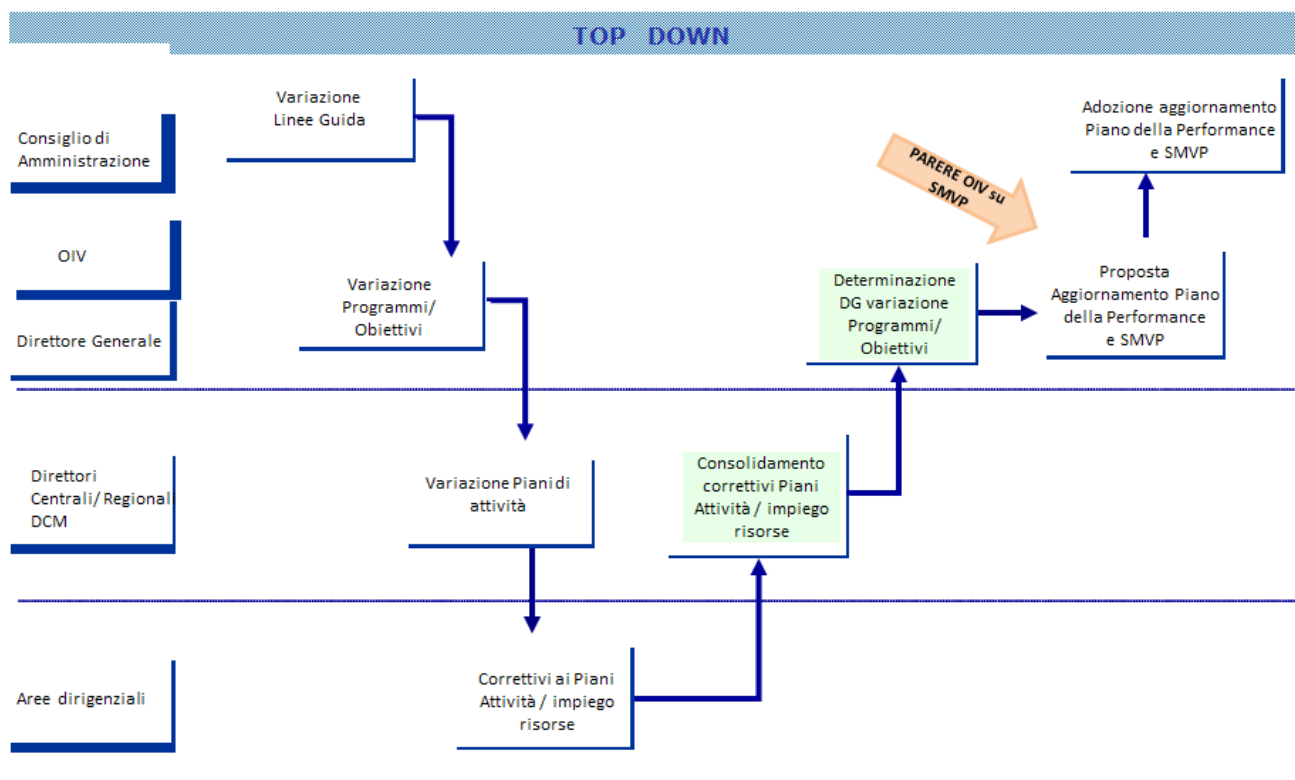 TOP DOWN
Consiglio di
Amministrazione
Variazione
Linee Guida
Adozione aggiornamento
Piano della Performance
e SMVP
PARERE OIV su
SMVP
OIV
Direttore Generale
Variazione
Programmi/
Obiettivi
Determinazione
DG variazione
Programmi/
Obiettivi
Proposta
Aggiornamento Piano
della Performance
e SMVP
Direttori
Centrali/Regional
DCM
Variazione Piani di
attività
Consolidamento
correttivi Piani
Attività / impiego
risorse
Aree dirigenziali
Correttivi ai Piani
Attività / impiego
risorse